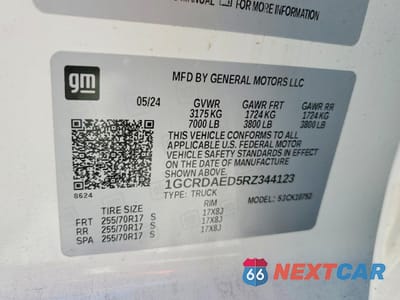 MANUAL FOR MORE INFORMATION
gm
MFD BY GENERAL MOTORS LLC
05/24 GVWR GAWR FRT GAWR RR
3175 KG 1724 KG 1724 KG
7000 LB 3800 LB 3800 LB
THIS VEHICLE CONFORMS TO ALL
APPLICABLE U.S. FEDERAL MOTOR
VEHICLE SAFETY STANDARDS IN EFFECT
ON THE DATE OF MANUFACTURE
SHOWN ABOVE.
1GCRDAED5RZ344123
TYPE: TRUCK MODEL: S3CK10753
8624
TIRE SIZE RIM
FRT 255/70R17 S 17X8J
RR 255/70R17 S 17X8J
SPA 255/70R17 S 17X8J
66 NEXTCAR